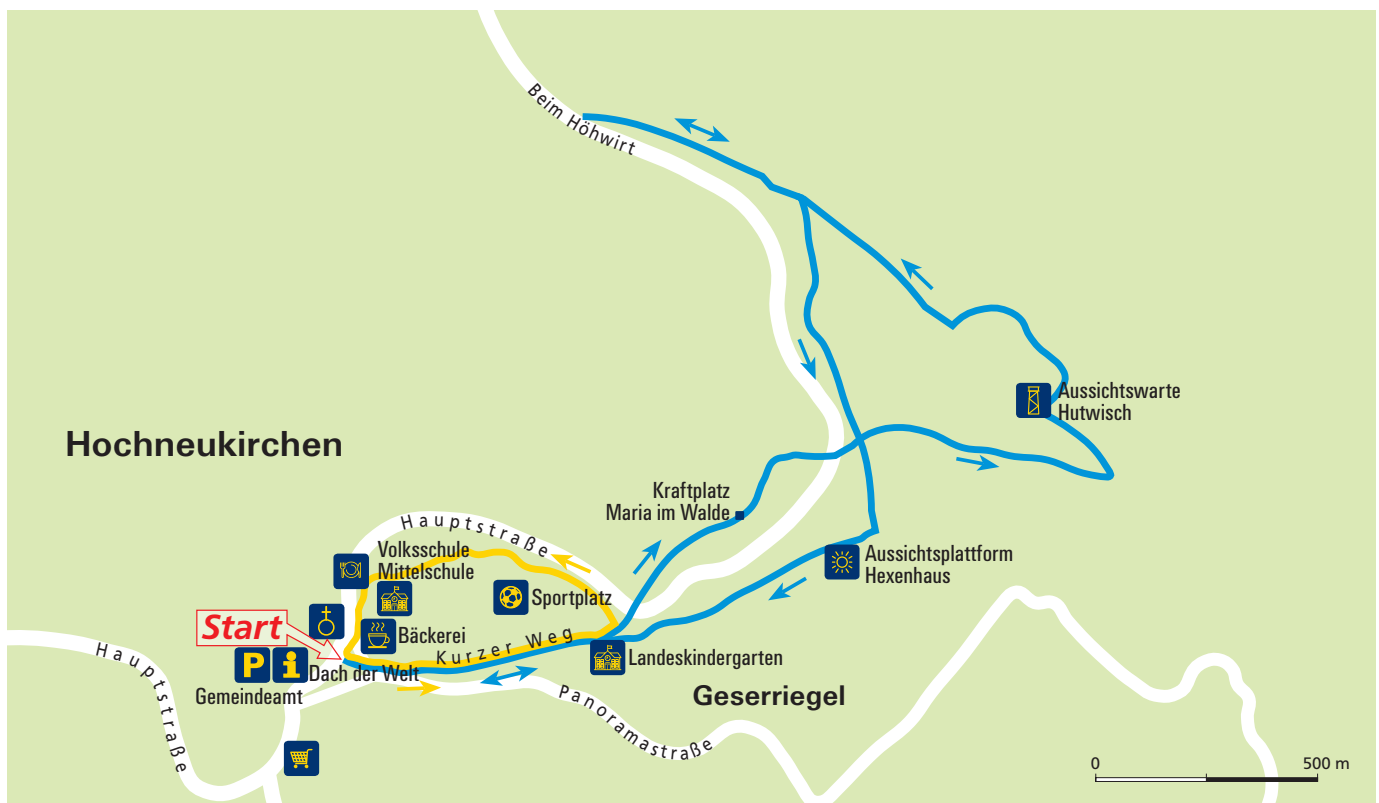 Beim Höhwirt
Aussichtswarte
Hutwisch
Hochneukirchen
Kraftplatz
Maria im Walde
Hauptstraße
Volksschule
Mittelschule
Aussichtsplattform
Hexenhaus
Sportplatz
Start
Bäckerei
Kurzer Weg
Landeskindergarten
P
i
Dach der Welt
Gemeindeamt
Hauptstraße
Geserriegel
Panoramastraße
0 500 m